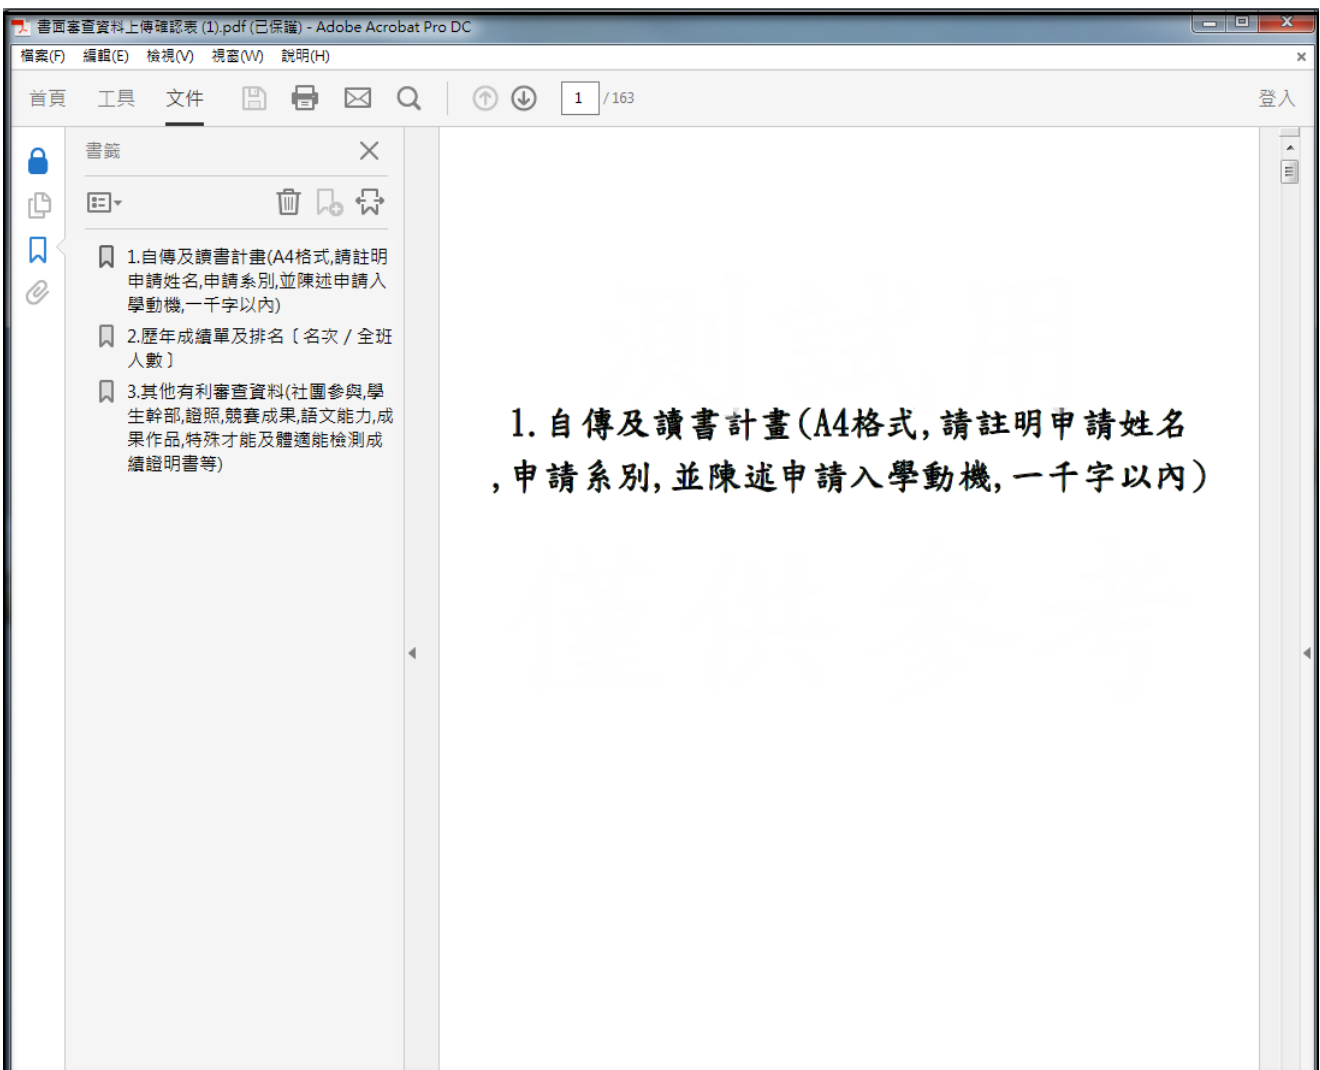 書面審查資料上傳確認表 (1).pdf (已保護) - Adobe Acrobat Pro DC
檔案(F) 編輯(E) 檢視(V) 視窗(W) 說明(H)
首頁 工具 文件 1 / 163 登入
書籤
1.自傳及讀書計畫(A4格式,請註明
申請姓名,申請系別,並陳述申請入
學動機,一千字以內)
2.歷年成績單及排名〔名次 / 全班
人數〕
3.其他有利審查資料(社團參與,學
生幹部,證照,競賽成果,語文能力,成
果作品,特殊才能及體適能檢測成
績證明書等)
測試用
1.自傳及讀書計畫(A4格式,請註明申請姓名
,申請系別,並陳述申請入學動機,一千字以內)
僅供參考